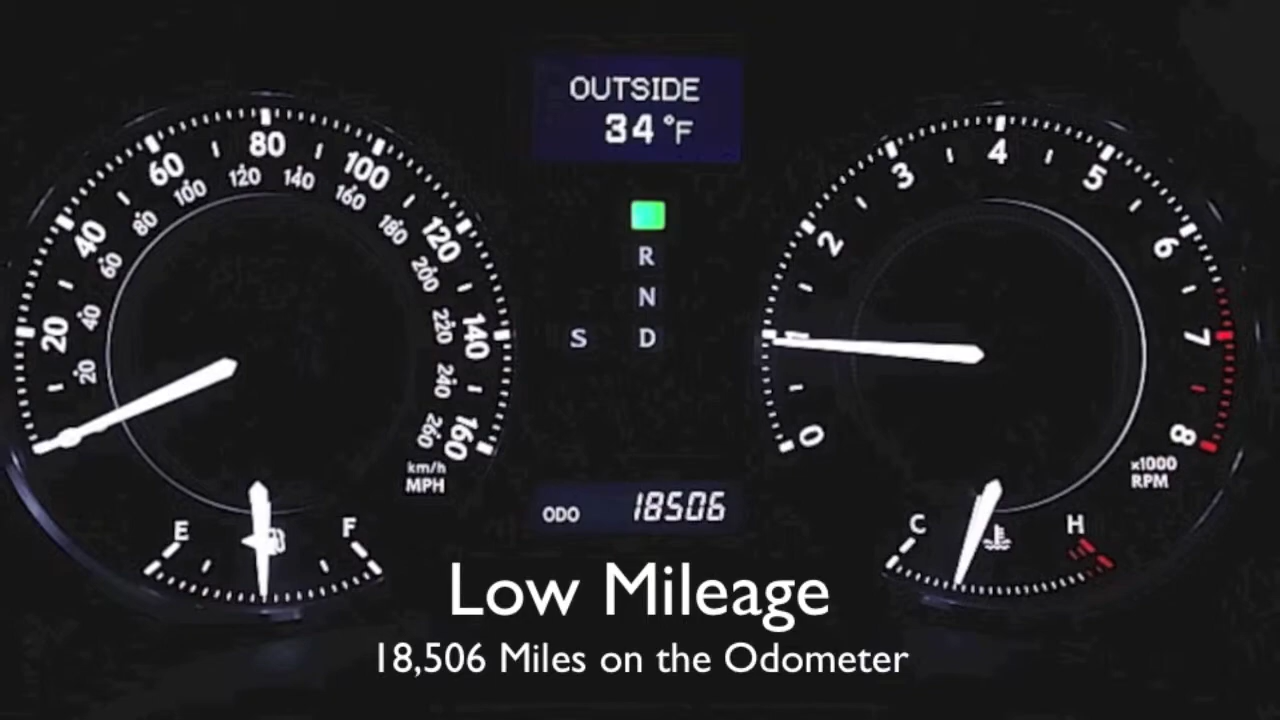 OUTSIDE
34°F
R
N
S D
20 40 60 80 100 120 140 160
20 40 60 80 100 120 140 160 180 200 220 240 260
km/h
MPH
E F
0 1 2 3 4 5 6 7 8
x1000
RPM
C H
ODO 18506
Low Mileage
18,506 Miles on the Odometer